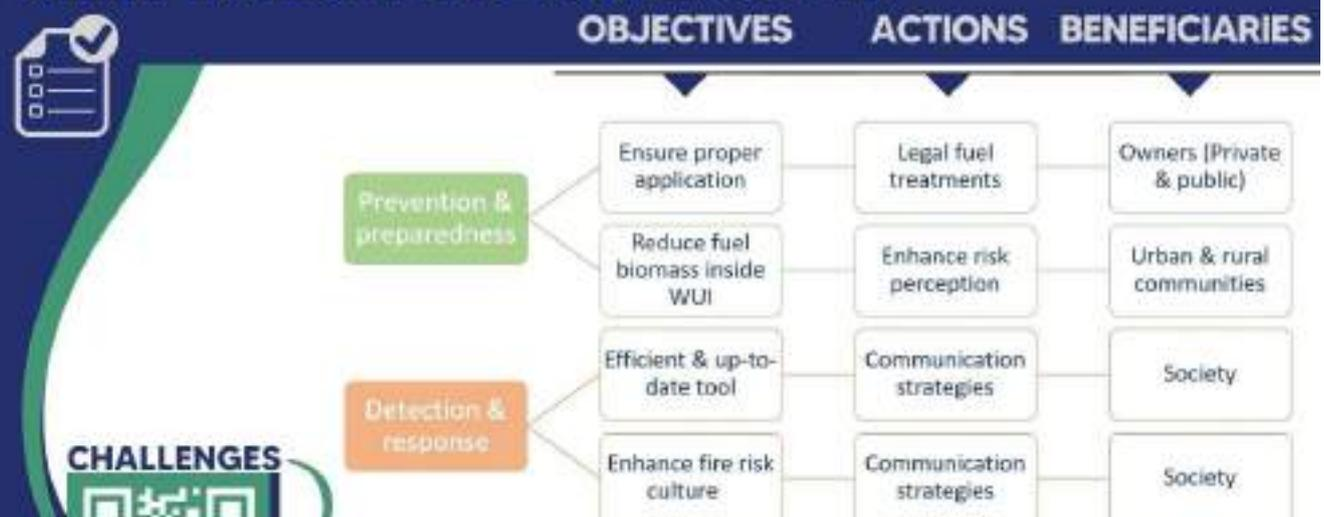 OBJECTIVES ACTIONS BENEFICIARIES
Ensure proper
application
Legal fuel
treatments
Owners (Private
& public)
Prevention &
preparedness
Reduce fuel
biomass inside
WUI
Enhance risk
perception
Urban & rural
communities
Efficient & up-to-
date tool
Communication
strategies
Society
Detection &
response
Enhance fire risk
culture
Communication
strategies
Society
CHALLENGES